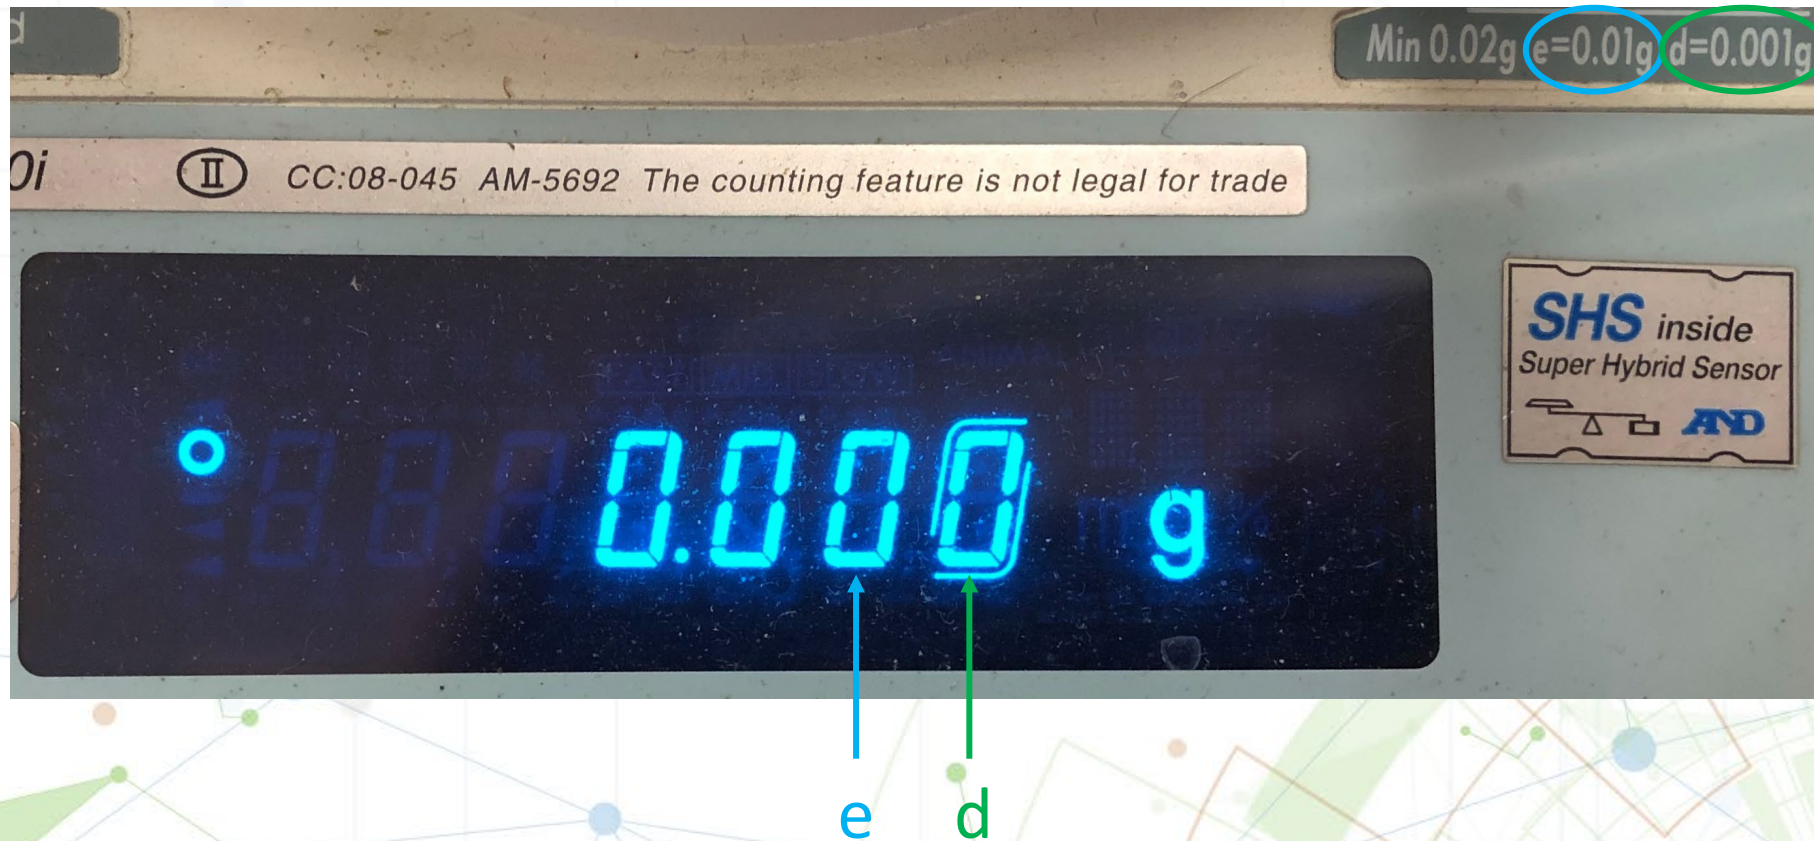 d
Min 0.02g e=0.01g d=0.001g
0i
II CC:08-045 AM-5692 The counting feature is not legal for trade
SHS inside
Super Hybrid Sensor
AND
0.000 g
e d